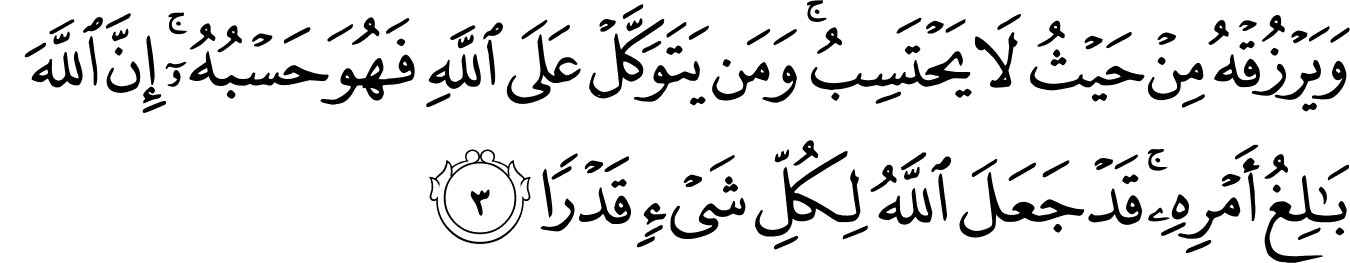 وَيَرْزُقْهُ مِنْ حَيْثُ لَا يَحْتَسِبُ ۚ وَمَن يَتَوَكَّلْ عَلَى ٱللَّهِ فَهُوَ حَسْبُهُۥٓ ۚ إِنَّ ٱللَّهَ
بَـٰلِغُ أَمْرِهِۦ ۚ قَدْ جَعَلَ ٱللَّهُ لِكُلِّ شَىْءٍ قَدْرًا ٣